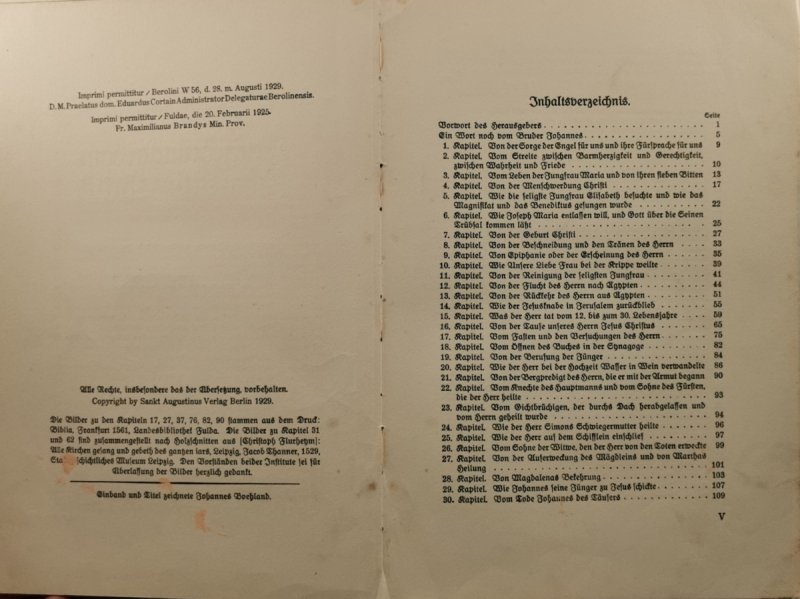 Imprimi permittitur / Berolini W 56, d. 28. m. Augusti 1929.
D. M. Praelatus dom. Eduardus Cortain Administrator Delegaturae Berolinensis.
Imprimi permittitur / Fuldae, die 20. Februarii 1925.
Fr. Maximilianus Brandys Min. Prov.
Alle Rechte, insbesondere das der Übersetzung, vorbehalten.
Copyright by Sankt Augustinus Verlag Berlin 1929.
Die Bilder zu den Kapiteln 17, 27, 37, 76, 82, 90 stammen aus dem Druck:
Biblia, Frankfurt 1561, Landesbibliothek Fulda. Die Bilder zu Kapitel 31
und 62 sind zusammengestellt nach Holzschnitten aus (Christoph Flurheym):
Alle Kirchen gesang und gebeth des gantzen iars, Leipzig, Jacob Thanner, 1529,
Museum Leipzig. Den Vorständen beider Institute sei für
Überlassung der Bilder herzlich gedankt.
Einband und Titel zeichnete Johannes Boehland.
Inhaltsverzeichnis.
Seite
Vorwort des Herausgebers . . . . . . . . . . . . . . . . 1
Ein Wort noch vom Bruder Johannes . . . . . . . . . . . . 5
1. Kapitel. Von der Sorge der Engel für uns und ihre Fürsprache für uns 9
2. Kapitel. Vom Streite zwischen Barmherzigkeit und Gerechtigkeit,
zwischen Wahrheit und Friede . . . . . . . . . . 10
3. Kapitel. Vom Leben der Jungfrau Maria und von ihren sieben Bitten 13
4. Kapitel. Von der Menschwerdung Christi . . . . . . . . . . 17
5. Kapitel. Wie die seligste Jungfrau Elisabeth besuchte und wie das
Magnifikat und das Benediktus gesungen wurde . . . . . . 22
6. Kapitel. Wie Joseph Maria entlassen will, und Gott über die Seinen
Trübsal kommen läßt . . . . . . . . . . . . 25
7. Kapitel. Von der Geburt Christi . . . . . . . . . . . . 27
8. Kapitel. Von der Beschneidung und den Tränen des Herrn . . . . 33
9. Kapitel. Von Epiphanie oder der Erscheinung des Herrn . . . . 35
10. Kapitel. Wie Unsere Liebe Frau bei der Krippe weilte . . . . . 39
11. Kapitel. Von der Reinigung der seligsten Jungfrau . . . . . . 41
12. Kapitel. Von der Flucht des Herrn nach Ägypten . . . . . . 44
13. Kapitel. Von der Rückkehr des Herrn aus Ägypten . . . . . . 51
14. Kapitel. Wie der Jesusknabe in Jerusalem zurückblieb . . . . . 55
15. Kapitel. Was der Herr tat vom 12. bis zum 30. Lebensjahre . . . 59
16. Kapitel. Von der Taufe unseres Herrn Jesus Christus . . . . . 65
17. Kapitel. Vom Fasten und den Versuchungen des Herrn . . . . . 75
18. Kapitel. Vom Öffnen des Buches in der Synagoge . . . . . . 82
19. Kapitel. Von der Berufung der Jünger . . . . . . . . . . 84
20. Kapitel. Wie der Herr bei der Hochzeit Wasser in Wein verwandelte 86
21. Kapitel. Von der Bergpredigt des Herrn, die er mit der Armut begann 90
22. Kapitel. Vom Knechte des Hauptmanns und vom Sohne des Fürsten,
die der Herr heilte . . . . . . . . . . . . . 93
23. Kapitel. Vom Gichtbrüchigen, der durchs Dach herabgelassen und
vom Herrn geheilt wurde . . . . . . . . . . . 94
24. Kapitel. Wie der Herr Simons Schwiegermutter heilte . . . . . 96
25. Kapitel. Wie der Herr auf dem Schifflein einschlief . . . . . . 97
26. Kapitel. Vom Sohne der Witwe, den der Herr von den Toten erweckte 99
27. Kapitel. Von der Auferweckung des Mägdleins und von Marthas
Heilung . . . . . . . . . . . . . . . . 101
28. Kapitel. Von Magdalenas Bekehrung . . . . . . . . . . . 103
29. Kapitel. Wie Johannes seine Jünger zu Jesus schickte . . . . . 107
30. Kapitel. Vom Tode Johannes des Täufers . . . . . . . . . 109
V